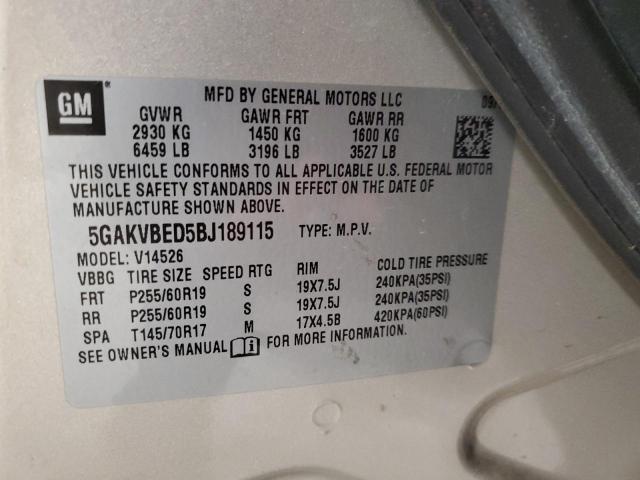 GM
MFD BY GENERAL MOTORS LLC
GVWR GAWR FRT GAWR RR
2930 KG 1450 KG 1600 KG
6459 LB 3196 LB 3527 LB
THIS VEHICLE CONFORMS TO ALL APPLICABLE U.S. FEDERAL MOTOR
VEHICLE SAFETY STANDARDS IN EFFECT ON THE DATE OF
MANUFACTURE SHOWN ABOVE.
5GAKVBED5BJ189115 TYPE: M.P.V.
MODEL: V14526
VBBG TIRE SIZE SPEED RTG RIM COLD TIRE PRESSURE
FRT P255/60R19 S 19X7.5J 240KPA(35PSI)
RR P255/60R19 S 19X7.5J 240KPA(35PSI)
SPA T145/70R17 M 17X4.5B 420KPA(60PSI)
SEE OWNER'S MANUAL FOR MORE INFORMATION.